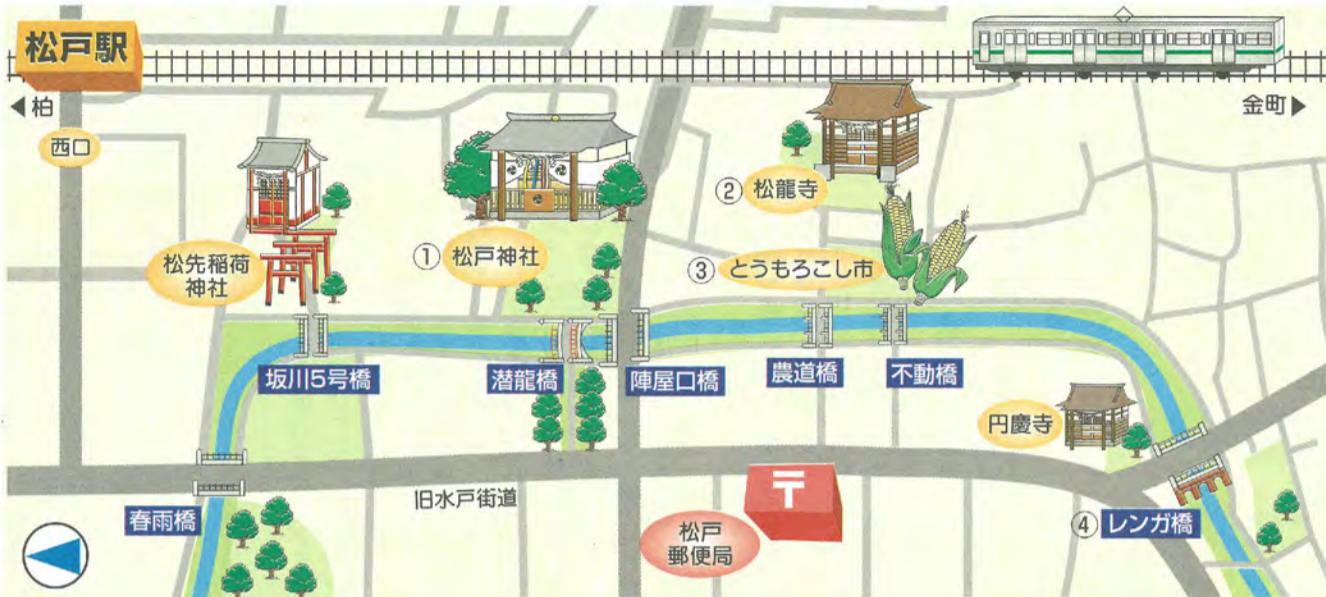 松戸駅
◀柏
金町▶
西口
松先稲荷
神社
① 松戸神社
② 松龍寺
③ とうもろこし市
坂川5号橋
潜龍橋
陣屋口橋
農道橋
不動橋
円慶寺
春雨橋
旧水戸街道
松戸
郵便局
④ レンガ橋